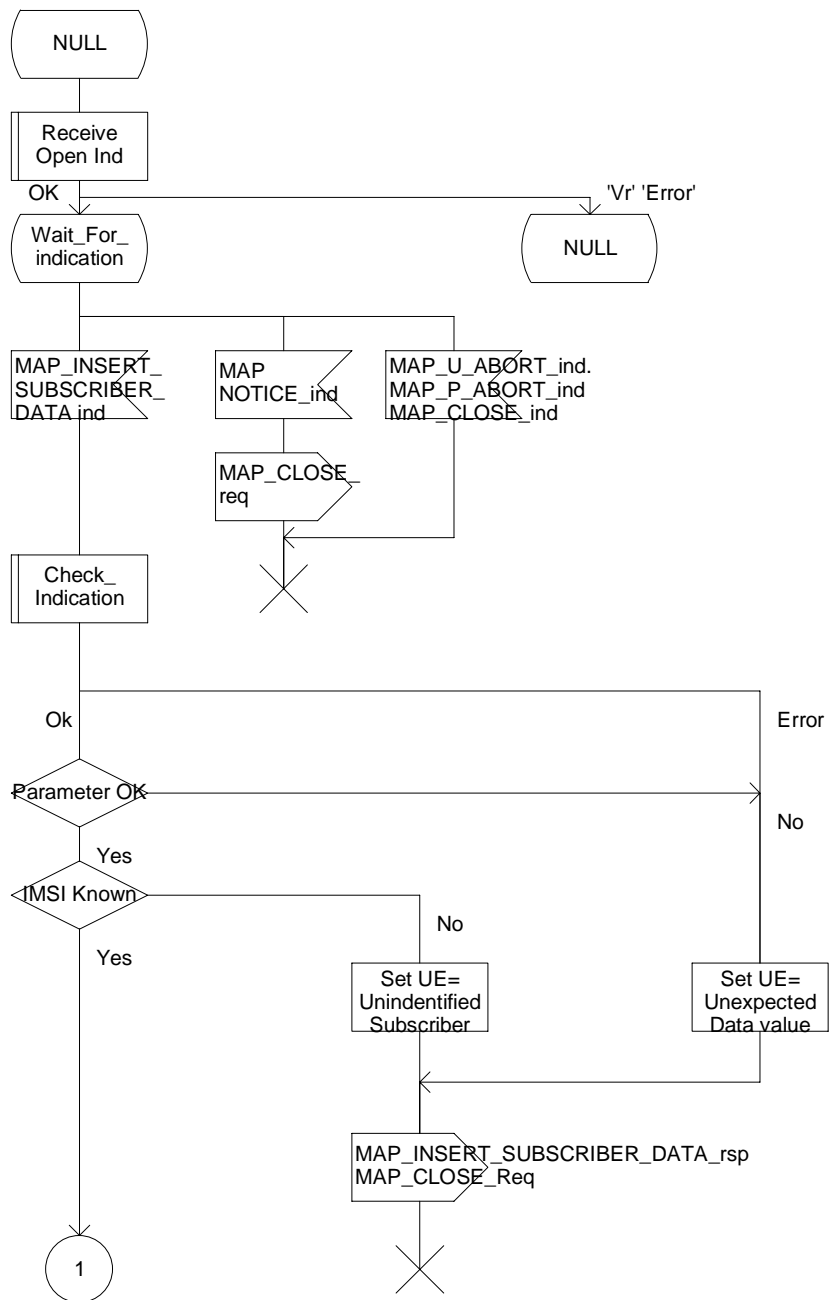 NULL
Receive
Open Ind
OK
'Vr' 'Error'
Wait_For_
indication
NULL
MAP_INSERT_
SUBSCRIBER_
DATA ind
MAP
NOTICE_ind
MAP_U_ABORT_ind.
MAP_P_ABORT_ind
MAP_CLOSE_ind
MAP_CLOSE_
req
Check_
Indication
Ok
Error
Parameter OK
No
Yes
IMSI Known
No
Yes
Set UE=
Unindentified
Subscriber
Set UE=
Unexpected
Data value
MAP_INSERT_SUBSCRIBER_DATA_rsp
MAP_CLOSE_Req
1